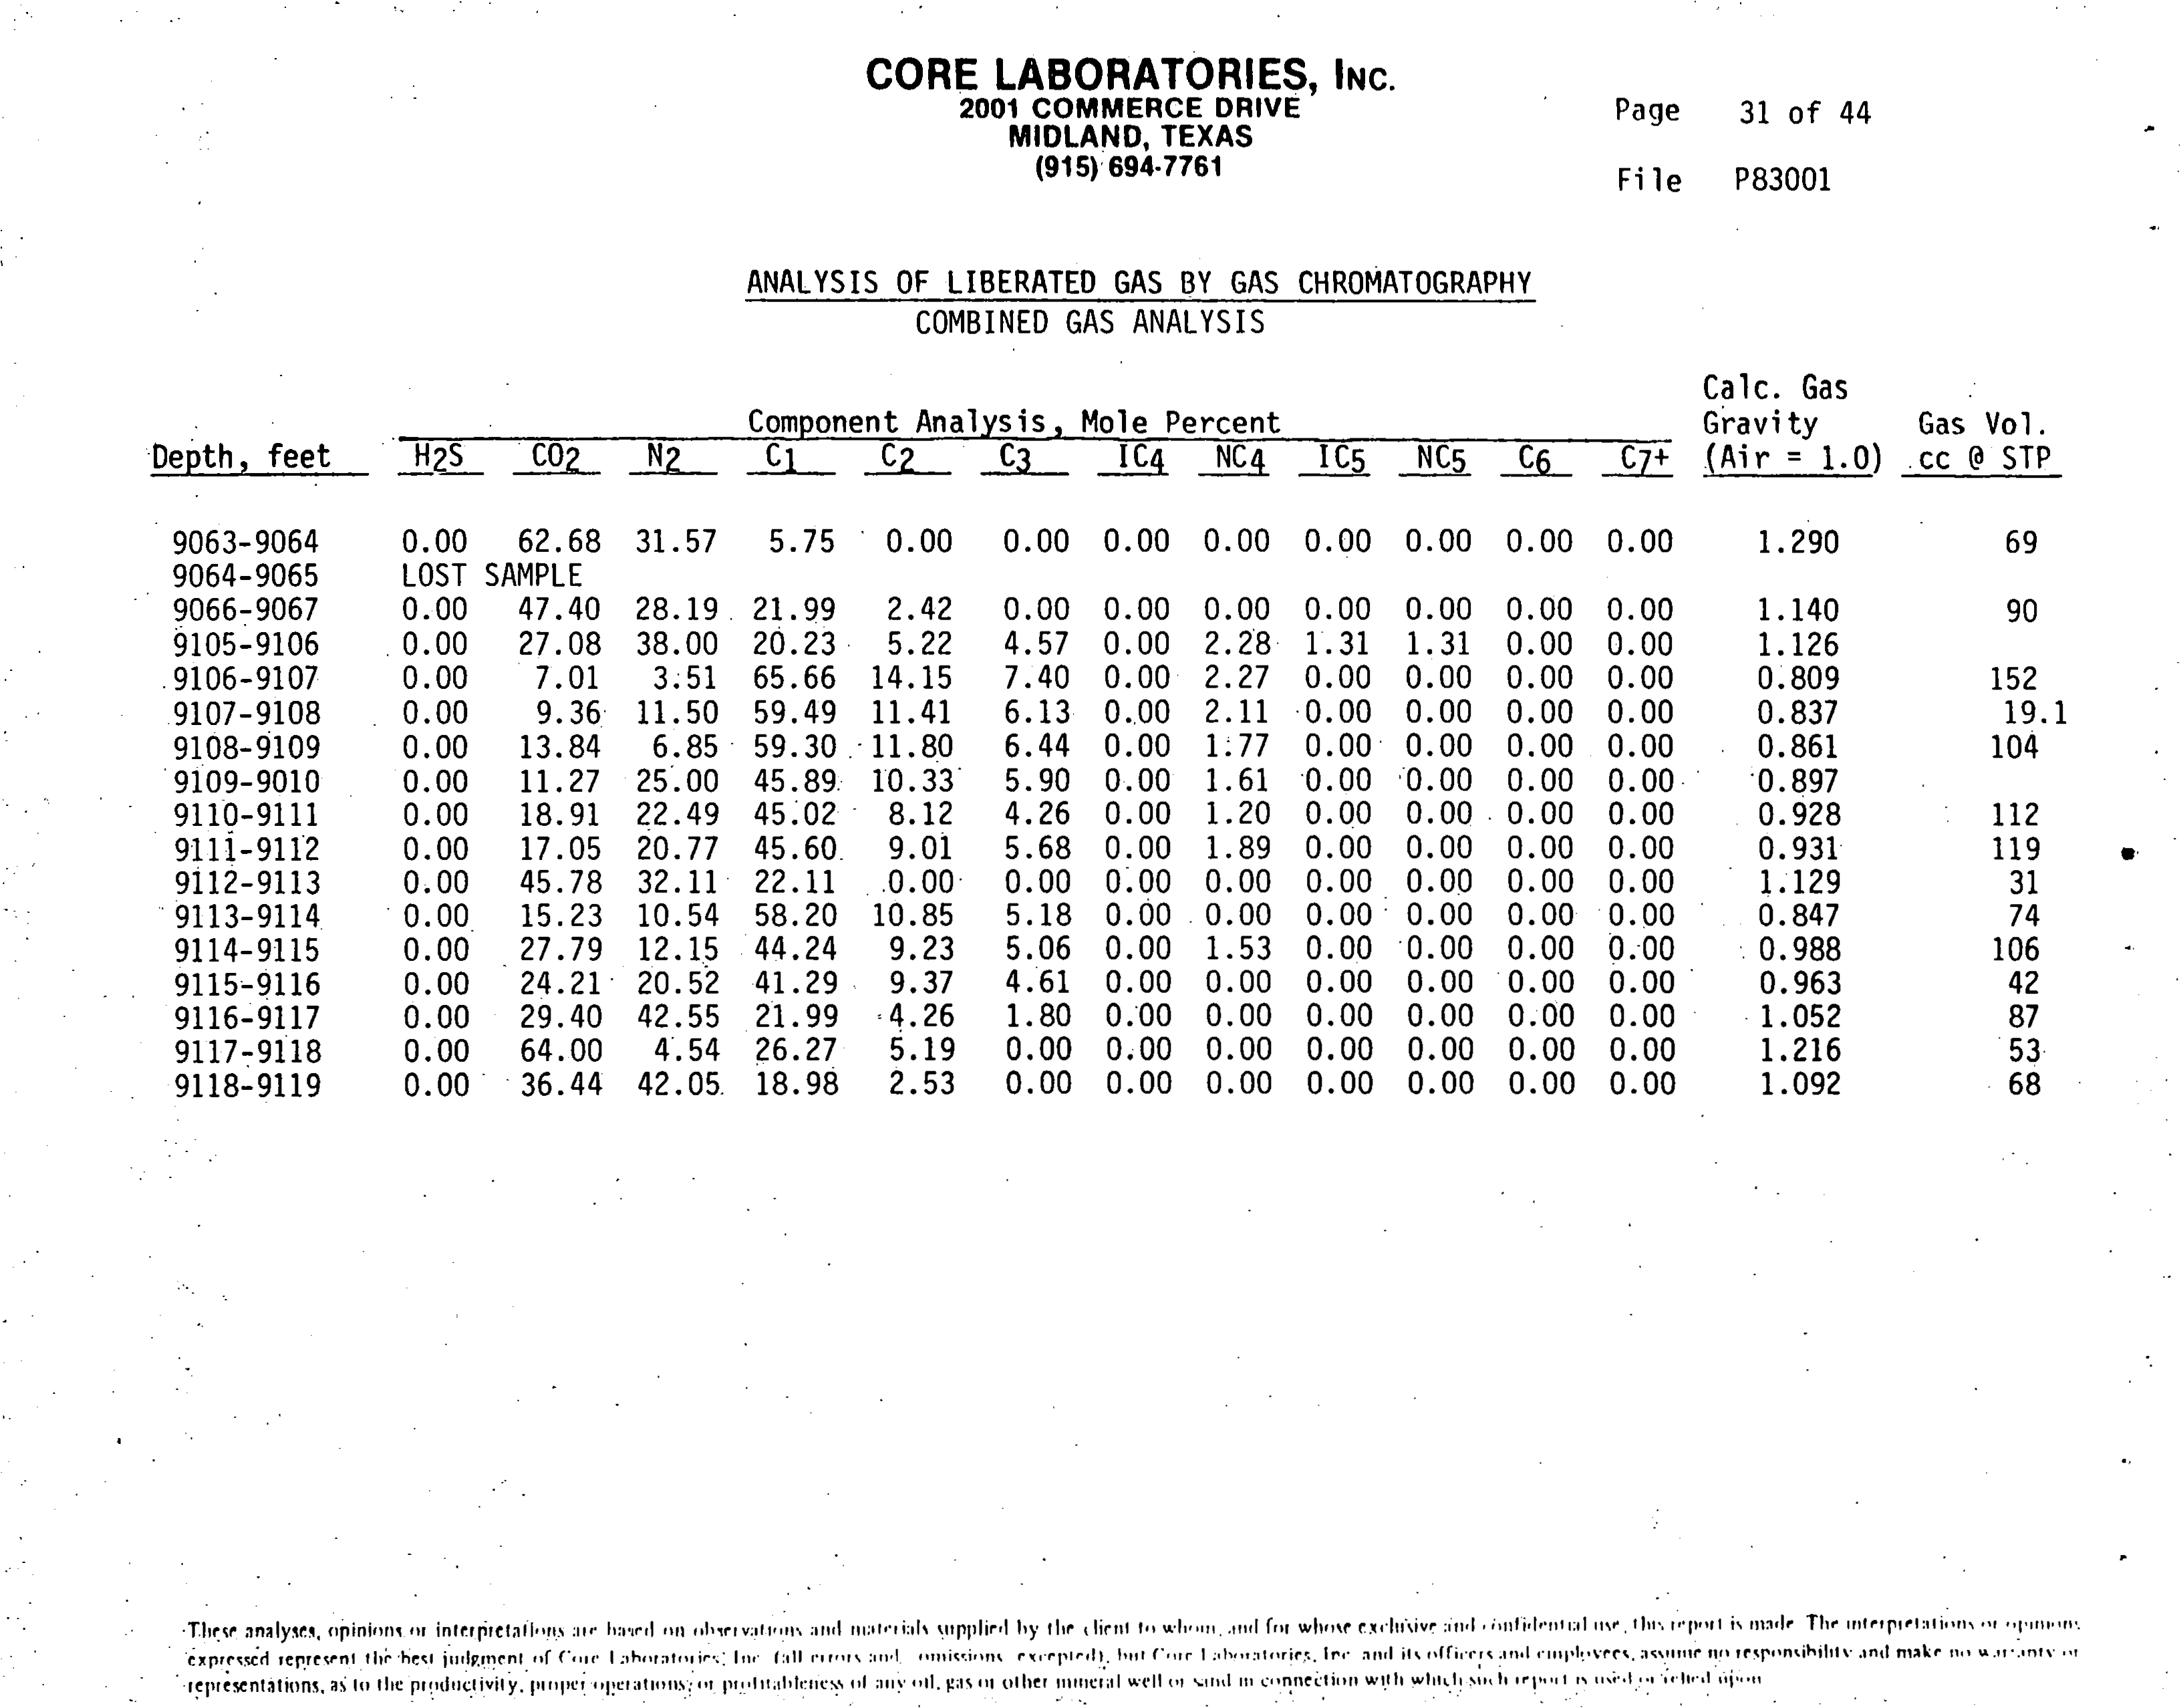 CORE LABORATORIES, INC.
2001 COMMERCE DRIVE
MIDLAND, TEXAS
(915) 694-7761
Page 31 of 44
File P83001
ANALYSIS OF LIBERATED GAS BY GAS CHROMATOGRAPHY
COMBINED GAS ANALYSIS
Calc. Gas
Component Analysis, Mole Percent Gravity Gas Vol.
Depth, feet H2S CO2 N2 C1 C2 C3 IC4 NC4 IC5 NC5 C6 C7+ (Air = 1.0) cc @ STP
9063-9064 0.00 62.68 31.57 5.75 0.00 0.00 0.00 0.00 0.00 0.00 0.00 0.00 1.290 69
9064-9065 LOST SAMPLE
9066-9067 0.00 47.40 28.19 21.99 2.42 0.00 0.00 0.00 0.00 0.00 0.00 0.00 1.140 90
9105-9106 0.00 27.08 38.00 20.23 5.22 4.57 0.00 2.28 1.31 1.31 0.00 0.00 1.126
9106-9107 0.00 7.01 3.51 65.66 14.15 7.40 0.00 2.27 0.00 0.00 0.00 0.00 0.809 152
9107-9108 0.00 9.36 11.50 59.49 11.41 6.13 0.00 2.11 0.00 0.00 0.00 0.00 0.837 19.1
9108-9109 0.00 13.84 6.85 59.30 11.80 6.44 0.00 1.77 0.00 0.00 0.00 0.00 0.861 104
9109-9010 0.00 11.27 25.00 45.89 10.33 5.90 0.00 1.61 0.00 0.00 0.00 0.00 0.897
9110-9111 0.00 18.91 22.49 45.02 8.12 4.26 0.00 1.20 0.00 0.00 0.00 0.00 0.928 112
9111-9112 0.00 17.05 20.77 45.60 9.01 5.68 0.00 1.89 0.00 0.00 0.00 0.00 0.931 119
9112-9113 0.00 45.78 32.11 22.11 0.00 0.00 0.00 0.00 0.00 0.00 0.00 0.00 1.129 31
9113-9114 0.00 15.23 10.54 58.20 10.85 5.18 0.00 0.00 0.00 0.00 0.00 0.00 0.847 74
9114-9115 0.00 27.79 12.15 44.24 9.23 5.06 0.00 1.53 0.00 0.00 0.00 0.00 0.988 106
9115-9116 0.00 24.21 20.52 41.29 9.37 4.61 0.00 0.00 0.00 0.00 0.00 0.00 0.963 42
9116-9117 0.00 29.40 42.55 21.99 4.26 1.80 0.00 0.00 0.00 0.00 0.00 0.00 1.052 87
9117-9118 0.00 64.00 4.54 26.27 5.19 0.00 0.00 0.00 0.00 0.00 0.00 0.00 1.216 53
9118-9119 0.00 36.44 42.05 18.98 2.53 0.00 0.00 0.00 0.00 0.00 0.00 0.00 1.092 68
These analyses, opinions or interpretations are based on observations and materials supplied by the client to whom, and for whose exclusive and confidential use, this report is made. The interpretations or opinions
expressed represent the best judgment of Core Laboratories, Inc. (all errors and omissions excepted); but Core Laboratories, Inc. and its officers and employees, assume no responsibility and make no warranty or
representations, as to the productivity, proper operations, or profitableness of any oil, gas or other mineral well or sand in connection with which such report is used or relied upon.